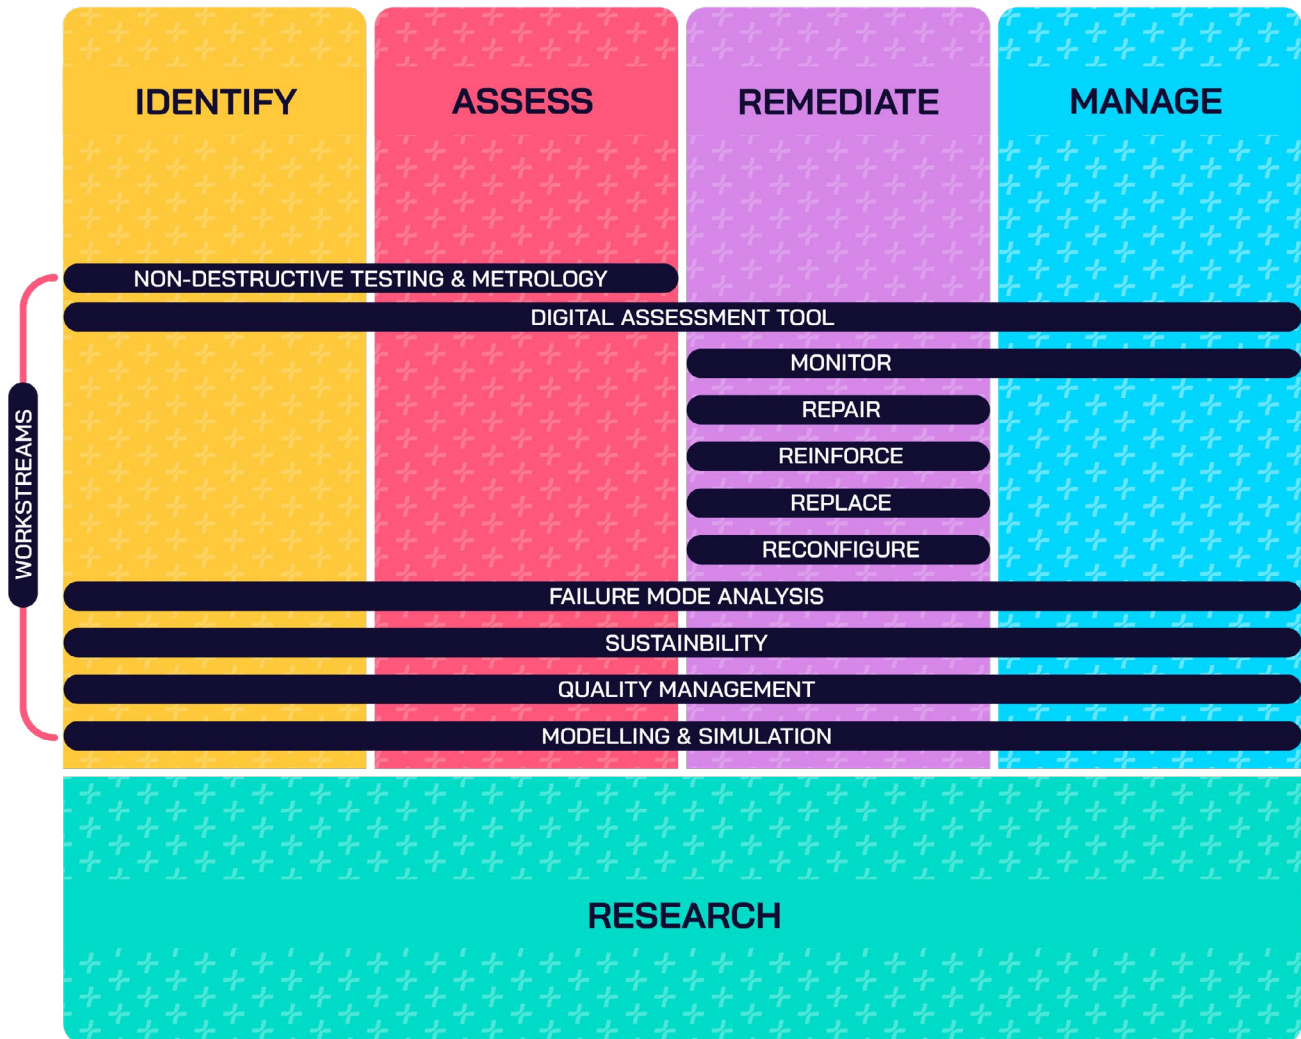 IDENTIFY
ASSESS
REMEDIATE
MANAGE
WORKSTREAMS
NON-DESTRUCTIVE TESTING & METROLOGY
DIGITAL ASSESSMENT TOOL
MONITOR
REPAIR
REINFORCE
REPLACE
RECONFIGURE
FAILURE MODE ANALYSIS
SUSTAINBILITY
QUALITY MANAGEMENT
MODELLING & SIMULATION
RESEARCH